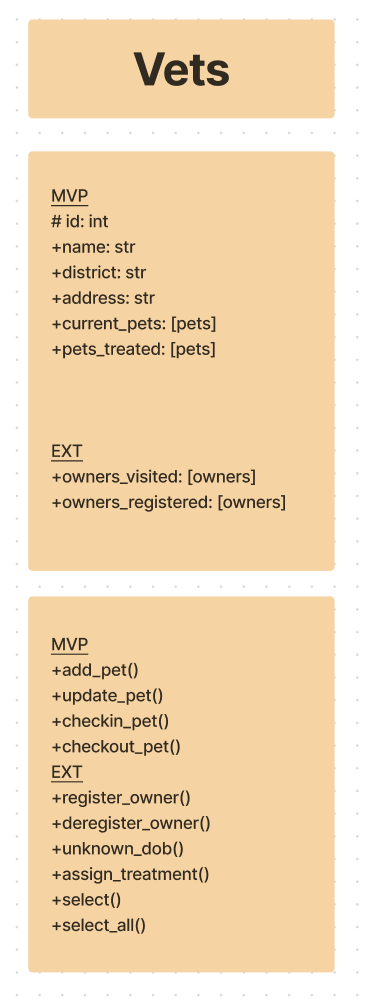 Vets
MVP
# id: int
+name: str
+district: str
+address: str
+current_pets: [pets]
+pets_treated: [pets]
EXT
+owners_visited: [owners]
+owners_registered: [owners]
MVP
+add_pet()
+update_pet()
+checkin_pet()
+checkout_pet()
EXT
+register_owner()
+deregister_owner()
+unknown_dob()
+assign_treatment()
+select()
+select_all()